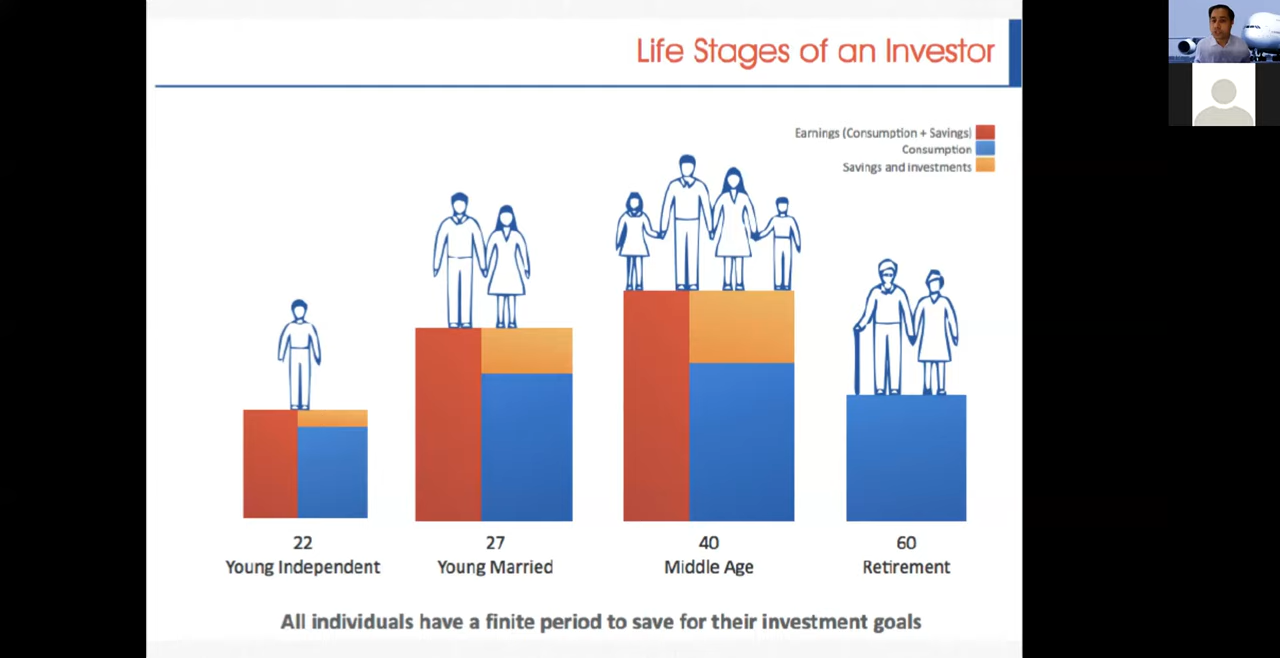 Life Stages of an Investor
Earnings (Consumption + Savings)
Consumption
Savings and investments
22
Young Independent
27
Young Married
40
Middle Age
60
Retirement
All individuals have a finite period to save for their investment goals